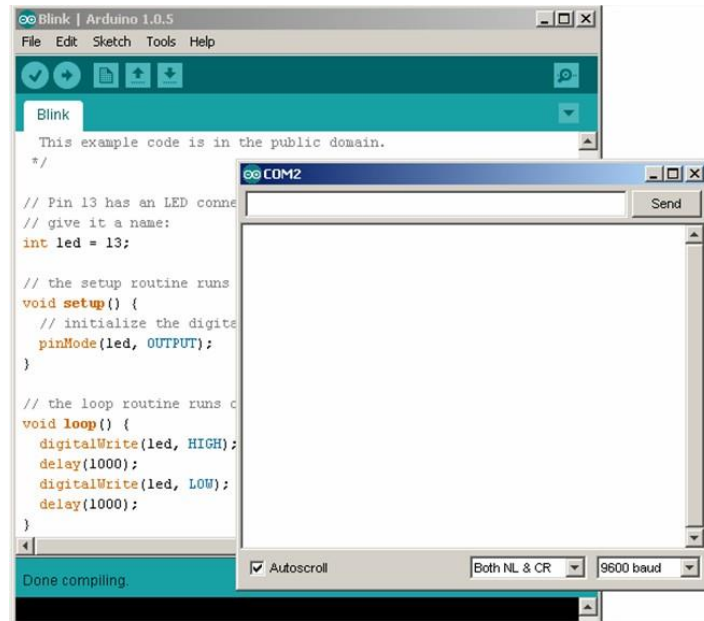 Blink | Arduino 1.0.5
File Edit Sketch Tools Help
Blink
This example code is in the public domain.
*/
// Pin 13 has an LED conne
// give it a name:
int led = 13;
// the setup routine runs
void setup() {
// initialize the digita
pinMode(led, OUTPUT);
}
// the loop routine runs o
void loop() {
digitalWrite(led, HIGH);
delay(1000);
digitalWrite(led, LOW);
delay(1000);
}
Done compiling.
COM2
Send
Autoscroll
Both NL & CR
9600 baud